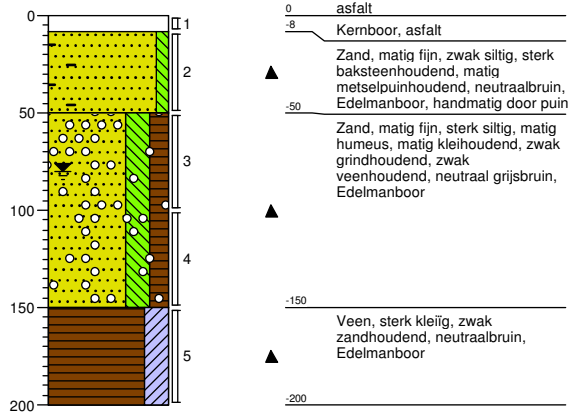 0
50
100
150
200
1
2
3
4
5
0
asfalt
-8
Kernboor, asfalt
Zand, matig fijn, zwak siltig, sterk
baksteenhoudend, matig
metselpuinhoudend, neutraalbruin,
Edelmanboor, handmatig door puin
-50
Zand, matig fijn, sterk siltig, matig
humeus, matig kleihoudend, zwak
grindhoudend, zwak
veenhoudend, neutraal grijsbruin,
Edelmanboor
-150
Veen, sterk kleiïg, zwak
zandhoudend, neutraalbruin,
Edelmanboor
-200